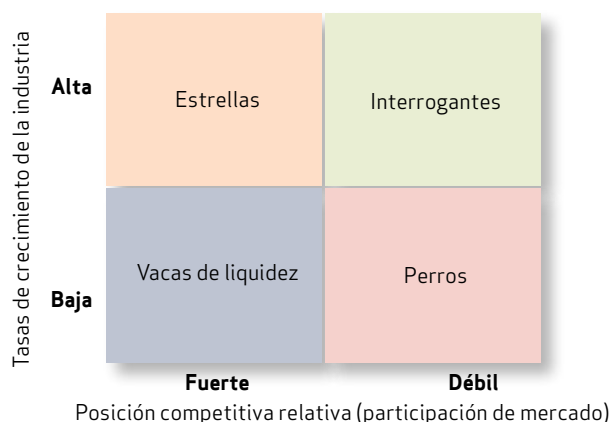 Tasas de crecimiento de la industria
Alta
Estrellas
Interrogantes
Baja
Vacas de liquidez
Perros
Fuerte
Débil
Posición competitiva relativa (participación de mercado)